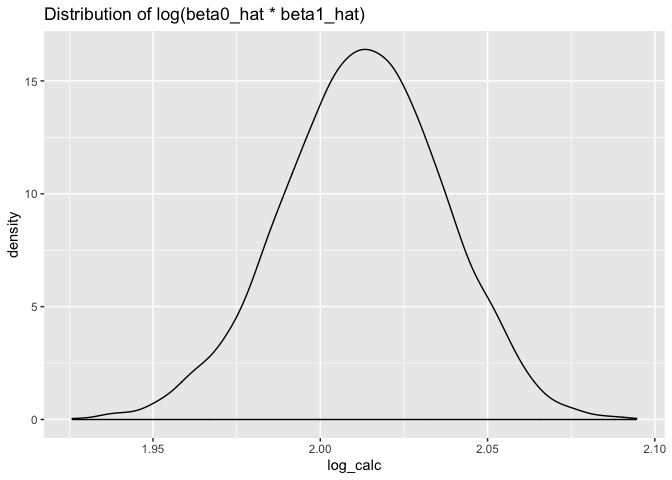 Distribution of log(beta0_hat * beta1_hat)
15
10
5
0
density
1.95
2.00
2.05
2.10
log_calc